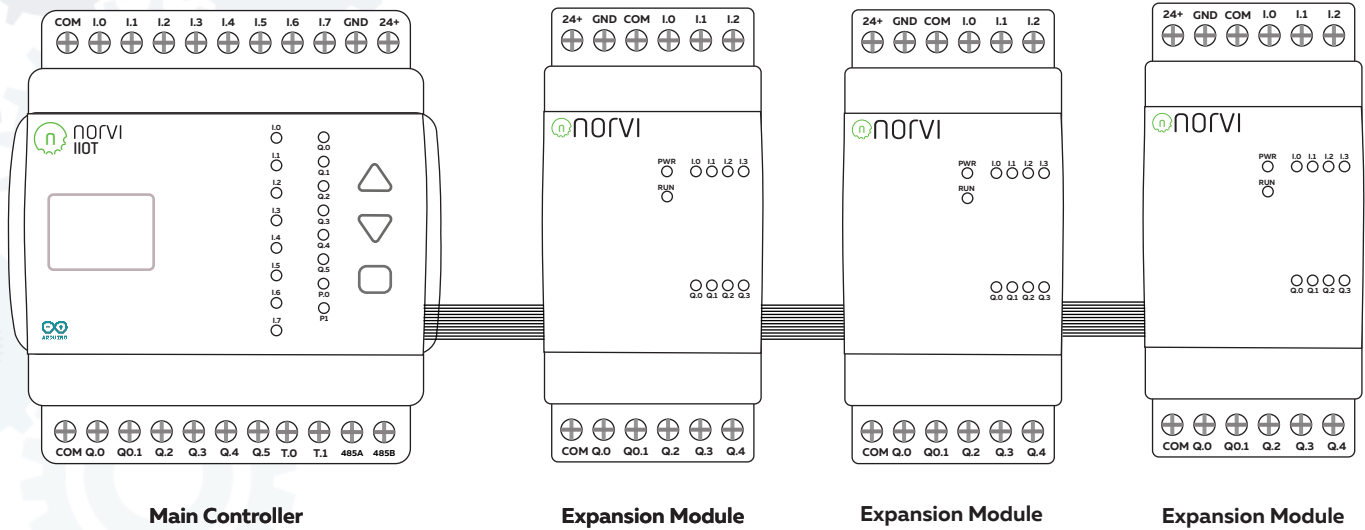 COM I.0 I.1 I.2 I.3 I.4 I.5 I.6 I.7 GND 24+
norvi
IIOT
I.0
I.1
I.2
I.3
I.4
I.5
I.6
I.7
Q.0
Q.1
Q.2
Q.3
Q.4
Q.5
P.0
P1
ARDUINO
COM Q.0 Q0.1 Q.2 Q.3 Q.4 Q.5 T.0 T.1 485A 485B
Main Controller
24+ GND COM I.0 I.1 I.2
n norvi
PWR I.0 I.1 I.2 I.3
RUN
Q.0 Q.1 Q.2 Q.3
COM Q.0 Q0.1 Q.2 Q.3 Q.4
Expansion Module
24+ GND COM I.0 I.1 I.2
n norvi
PWR I.0 I.1 I.2 I.3
RUN
Q.0 Q.1 Q.2 Q.3
COM Q.0 Q0.1 Q.2 Q.3 Q.4
Expansion Module
24+ GND COM I.0 I.1 I.2
n norvi
PWR I.0 I.1 I.2 I.3
RUN
Q.0 Q.1 Q.2 Q.3
COM Q.0 Q0.1 Q.2 Q.3 Q.4
Expansion Module